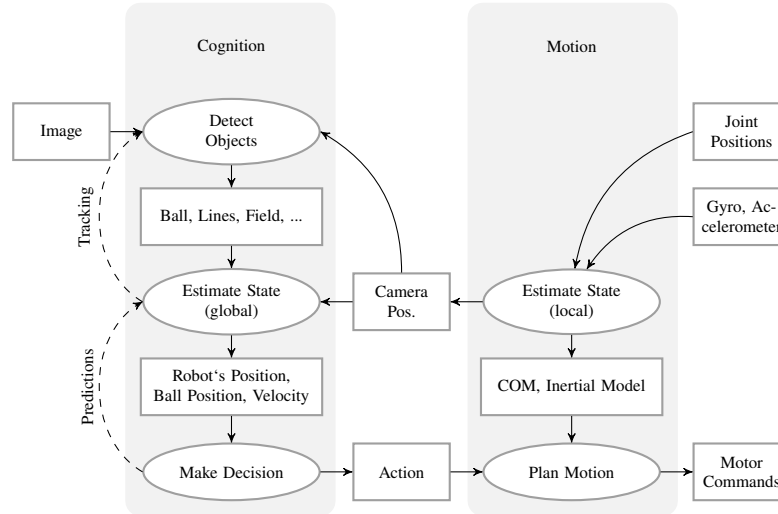 Cognition
Motion
Image
Detect
Objects
Joint
Positions
Tracking
Ball, Lines, Field, ...
Gyro, Ac-
celerometer
Estimate State
(global)
Camera
Pos.
Estimate State
(local)
Predictions
Robot‘s Position,
Ball Position, Velocity
COM, Inertial Model
Make Decision
Action
Plan Motion
Motor
Commands